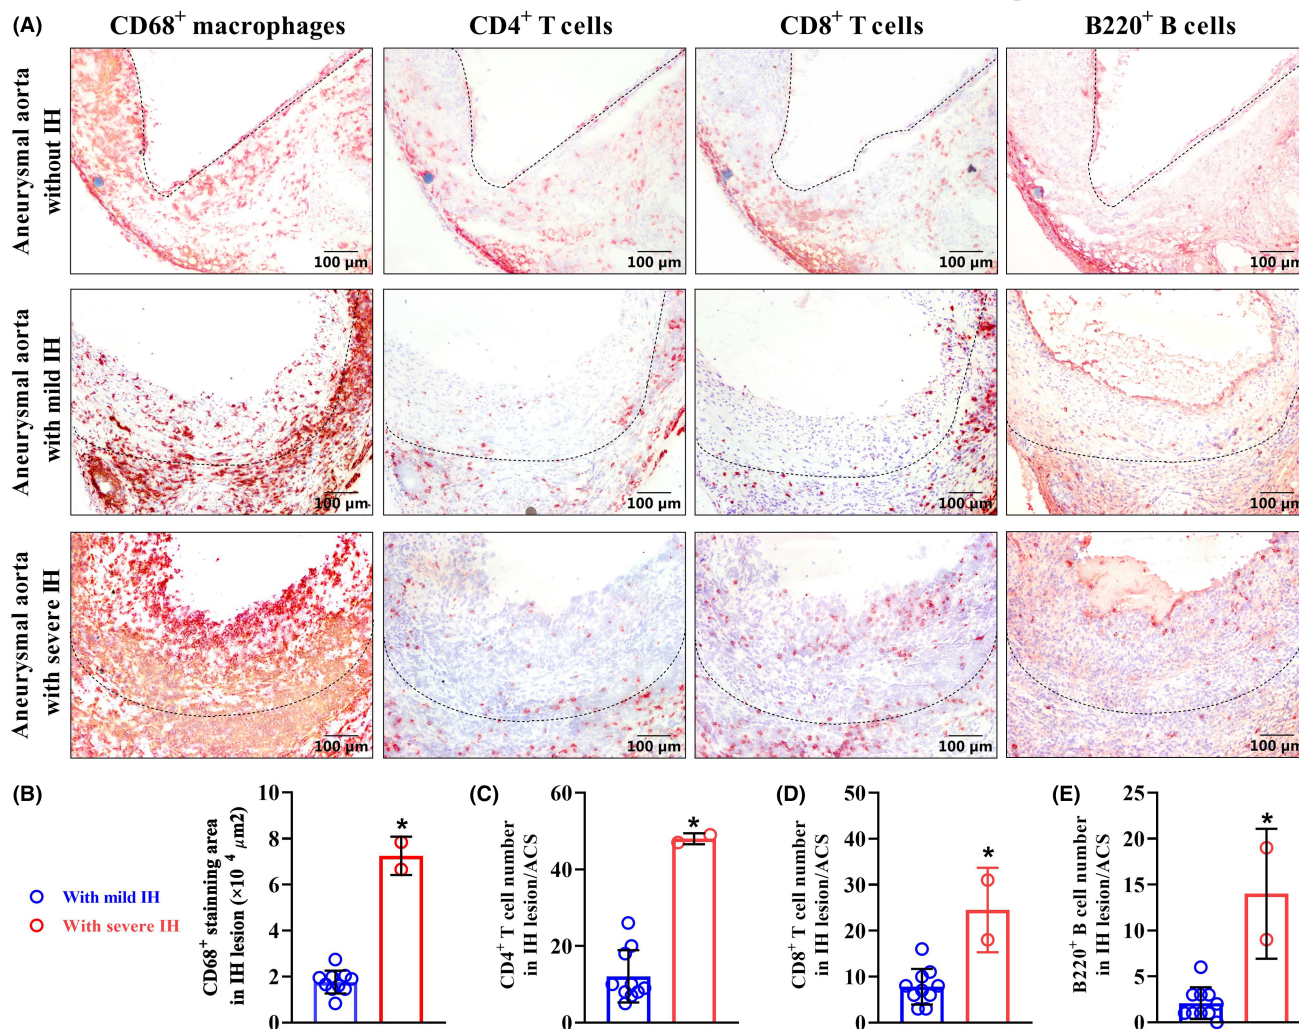 (A)
CD68+ macrophages
CD4+ T cells
CD8+ T cells
B220+ B cells
Aneurysmal aorta
without IH
100 µm
100 µm
100 µm
100 µm
Aneurysmal aorta
with mild IH
100 µm
100 µm
100 µm
100 µm
Aneurysmal aorta
with severe IH
100 µm
100 µm
100 µm
100 µm
(B)
With mild IH
With severe IH
CD68+ stainning area
in IH lesion (×10 4 µm2)
10
8
6
4
2
0
*
(C)
CD4+ T cell number
in IH lesion/ACS
60
40
20
0
*
(D)
CD8+ T cell number
in IH lesion/ACS
50
40
30
20
10
0
*
(E)
B220+ B cell number
in IH lesion/ACS
25
20
15
10
5
0
*